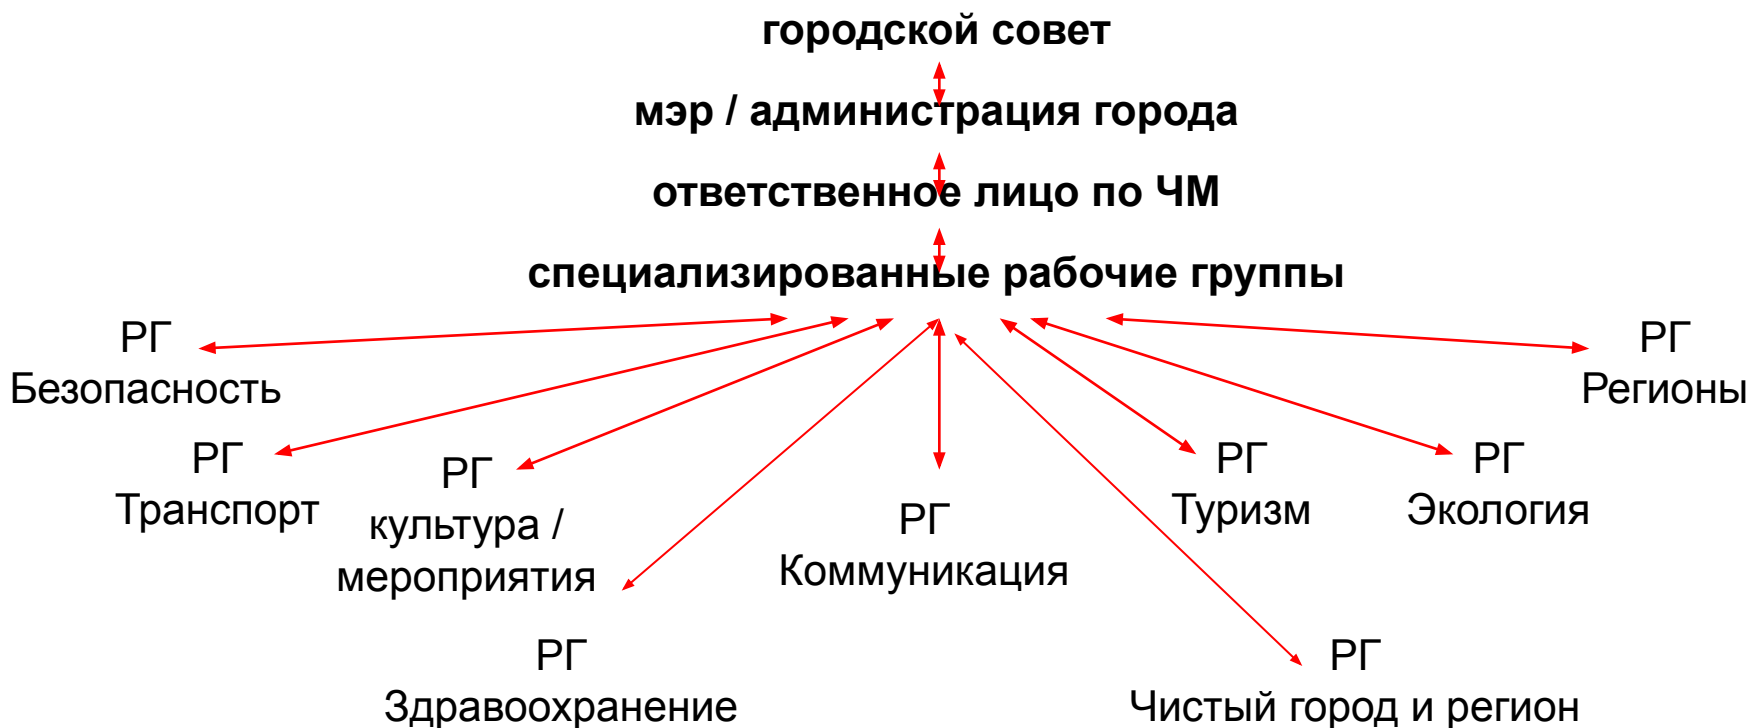 городской совет
мэр / администрация города
ответственное лицо по ЧМ
специализированные рабочие группы
РГ
Безопасность
РГ
Транспорт
РГ
культура /
мероприятия
РГ
Здравоохранение
РГ
Коммуникация
РГ
Чистый город и регион
РГ
Туризм
РГ
Экология
РГ
Регионы